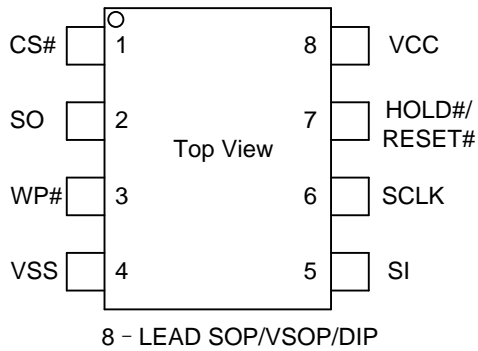 CS# 1 8 VCC
SO 2 7 HOLD#/
RESET#
Top View
WP# 3 6 SCLK
VSS 4 5 SI
8 - LEAD SOP/VSOP/DIP